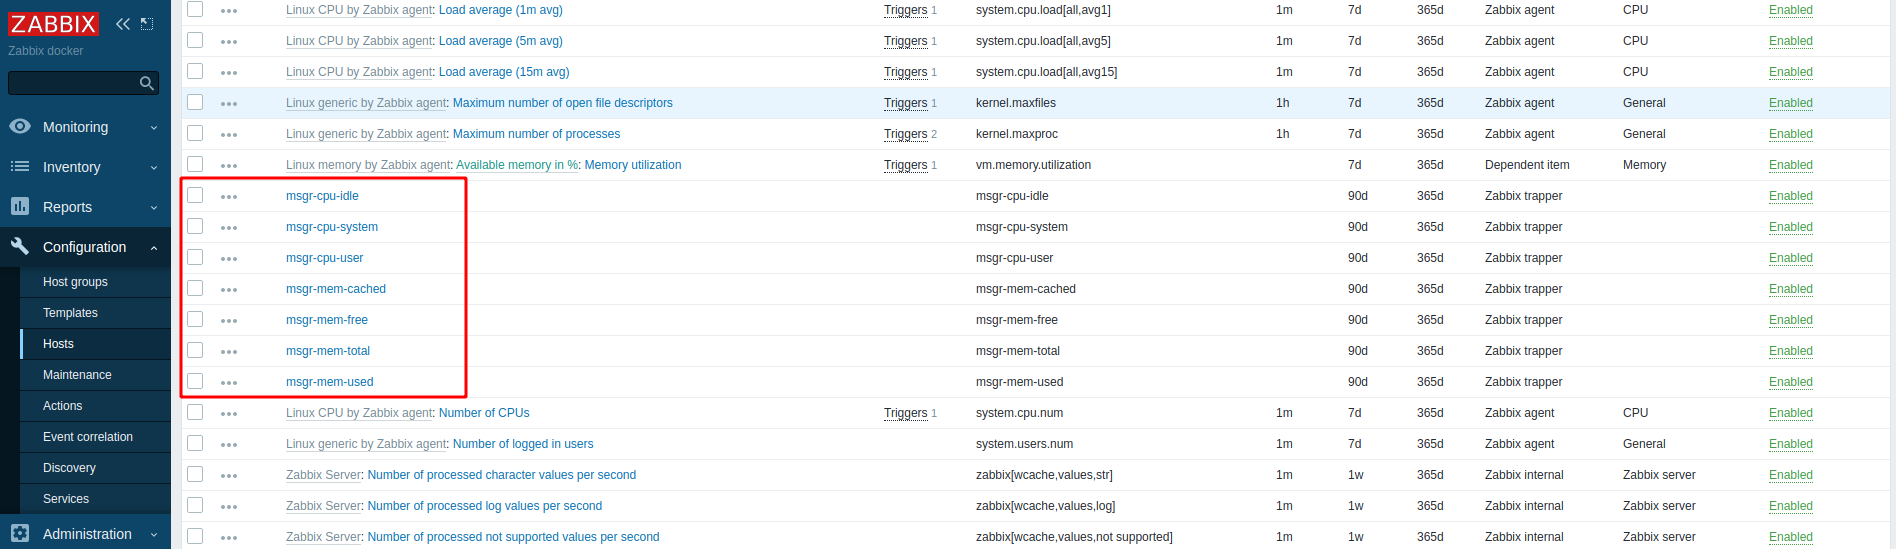 ZABBIX
Zabbix docker
Monitoring
Inventory
Reports
Configuration
Host groups
Templates
Hosts
Maintenance
Actions
Event correlation
Discovery
Services
Administration
Linux CPU by Zabbix agent: Load average (1m avg) Triggers 1 system.cpu.load[all,avg1] 1m 7d 365d Zabbix agent CPU Enabled
Linux CPU by Zabbix agent: Load average (5m avg) Triggers 1 system.cpu.load[all,avg5] 1m 7d 365d Zabbix agent CPU Enabled
Linux CPU by Zabbix agent: Load average (15m avg) Triggers 1 system.cpu.load[all,avg15] 1m 7d 365d Zabbix agent CPU Enabled
Linux generic by Zabbix agent: Maximum number of open file descriptors Triggers 1 kernel.maxfiles 1h 7d 365d Zabbix agent General Enabled
Linux generic by Zabbix agent: Maximum number of processes Triggers 2 kernel.maxproc 1h 7d 365d Zabbix agent General Enabled
Linux memory by Zabbix agent: Available memory in %: Memory utilization Triggers 1 vm.memory.utilization 7d 365d Dependent item Memory Enabled
msgr-cpu-idle msgr-cpu-idle 90d 365d Zabbix trapper Enabled
msgr-cpu-system msgr-cpu-system 90d 365d Zabbix trapper Enabled
msgr-cpu-user msgr-cpu-user 90d 365d Zabbix trapper Enabled
msgr-mem-cached msgr-mem-cached 90d 365d Zabbix trapper Enabled
msgr-mem-free msgr-mem-free 90d 365d Zabbix trapper Enabled
msgr-mem-total msgr-mem-total 90d 365d Zabbix trapper Enabled
msgr-mem-used msgr-mem-used 90d 365d Zabbix trapper Enabled
Linux CPU by Zabbix agent: Number of CPUs Triggers 1 system.cpu.num 1m 7d 365d Zabbix agent CPU Enabled
Linux generic by Zabbix agent: Number of logged in users system.users.num 1m 7d 365d Zabbix agent General Enabled
Zabbix Server: Number of processed character values per second zabbix[wcache,values,str] 1m 1w 365d Zabbix internal Zabbix server Enabled
Zabbix Server: Number of processed log values per second zabbix[wcache,values,log] 1m 1w 365d Zabbix internal Zabbix server Enabled
Zabbix Server: Number of processed not supported values per second zabbix[wcache,values,not supported] 1m 1w 365d Zabbix internal Zabbix server Enabled